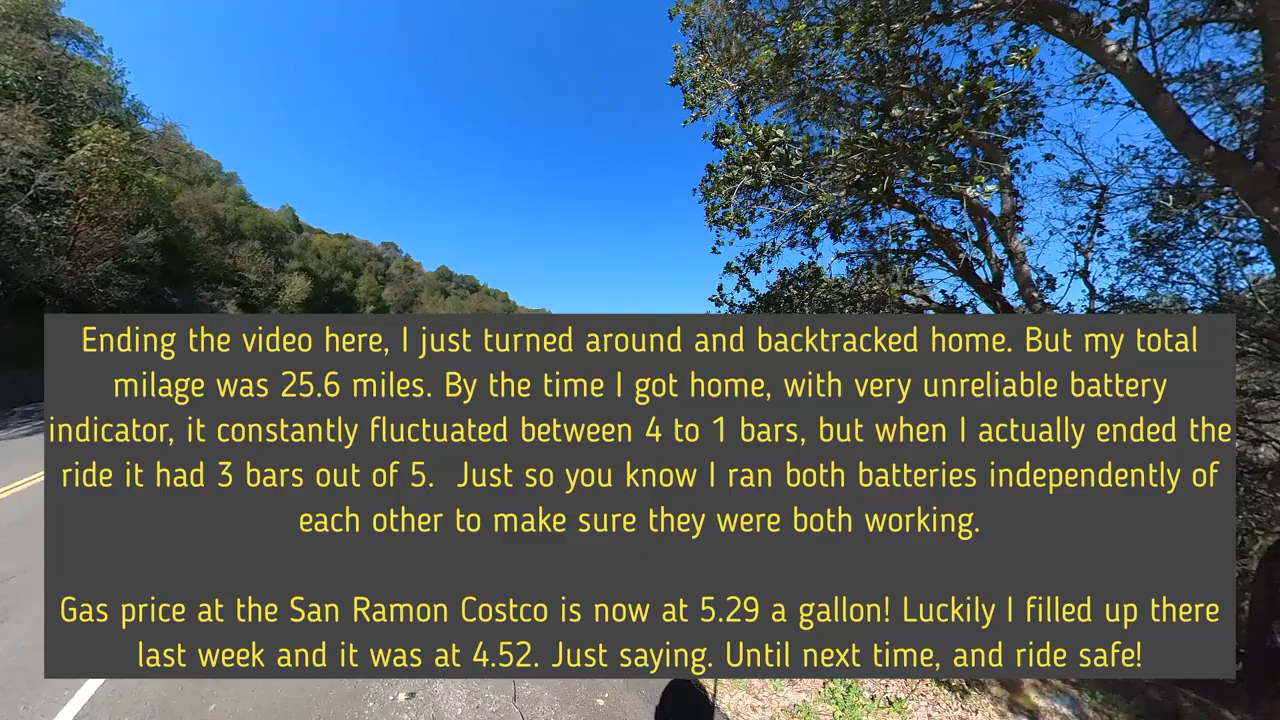 Ending the video here, I just turned around and backtracked home. But my total
milage was 25.6 miles. By the time I got home, with very unreliable battery
indicator, it constantly fluctuated between 4 to 1 bars, but when I actually ended the
ride it had 3 bars out of 5.  Just so you know I ran both batteries independently of
each other to make sure they were both working.
Gas price at the San Ramon Costco is now at 5.29 a gallon! Luckily I filled up there
last week and it was at 4.52. Just saying. Until next time, and ride safe!